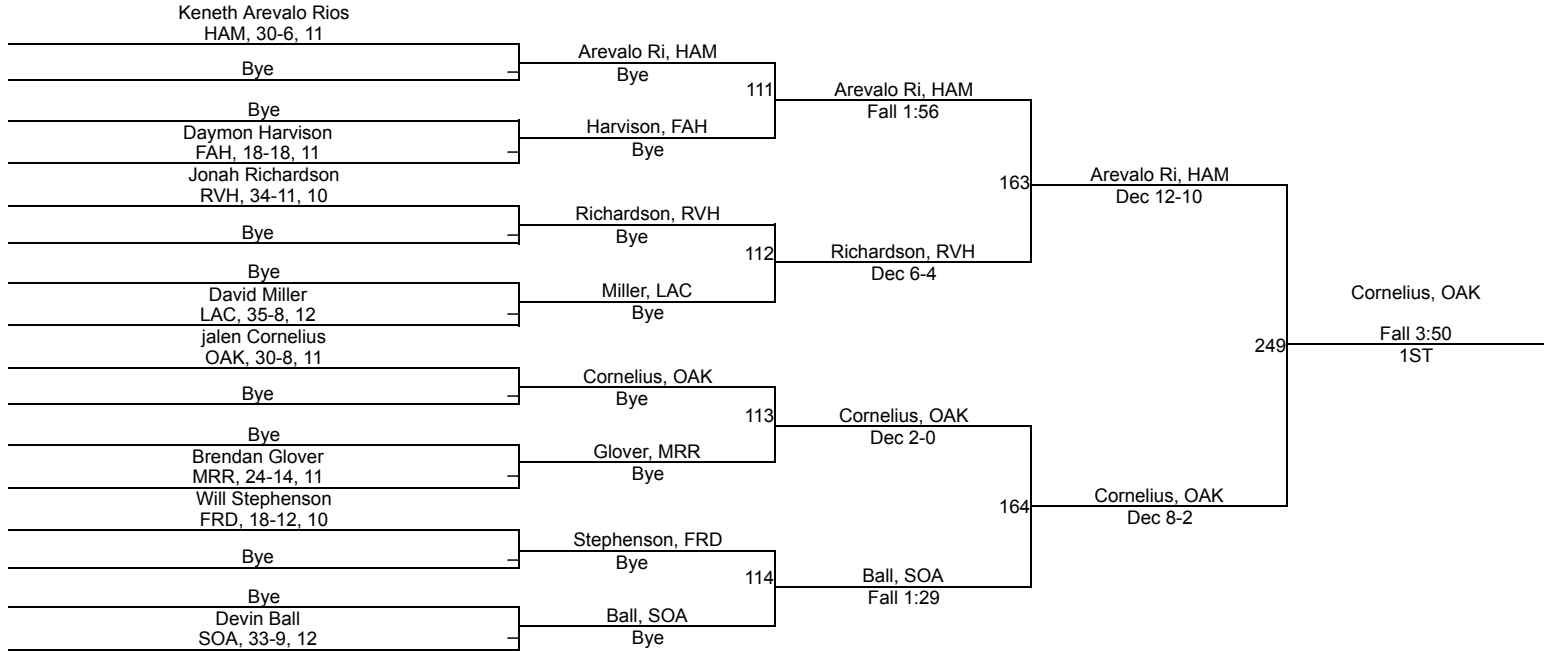 Keneth Arevalo Rios
HAM, 30-6, 11
Bye
Bye
Daymon Harvison
FAH, 18-18, 11
Jonah Richardson
RVH, 34-11, 10
Bye
Bye
David Miller
LAC, 35-8, 12
jalen Cornelius
OAK, 30-8, 11
Bye
Bye
Brendan Glover
MRR, 24-14, 11
Will Stephenson
FRD, 18-12, 10
Bye
Bye
Devin Ball
SOA, 33-9, 12
Arevalo Ri, HAM
Bye
111
Harvison, FAH
Bye
Richardson, RVH
Bye
112
Miller, LAC
Bye
Cornelius, OAK
Bye
113
Glover, MRR
Bye
Stephenson, FRD
Bye
114
Ball, SOA
Bye
Arevalo Ri, HAM
Fall 1:56
163
Richardson, RVH
Dec 6-4
Cornelius, OAK
Dec 2-0
164
Ball, SOA
Fall 1:29
Arevalo Ri, HAM
Dec 12-10
249
Cornelius, OAK
Dec 8-2
Cornelius, OAK
Fall 3:50
1ST